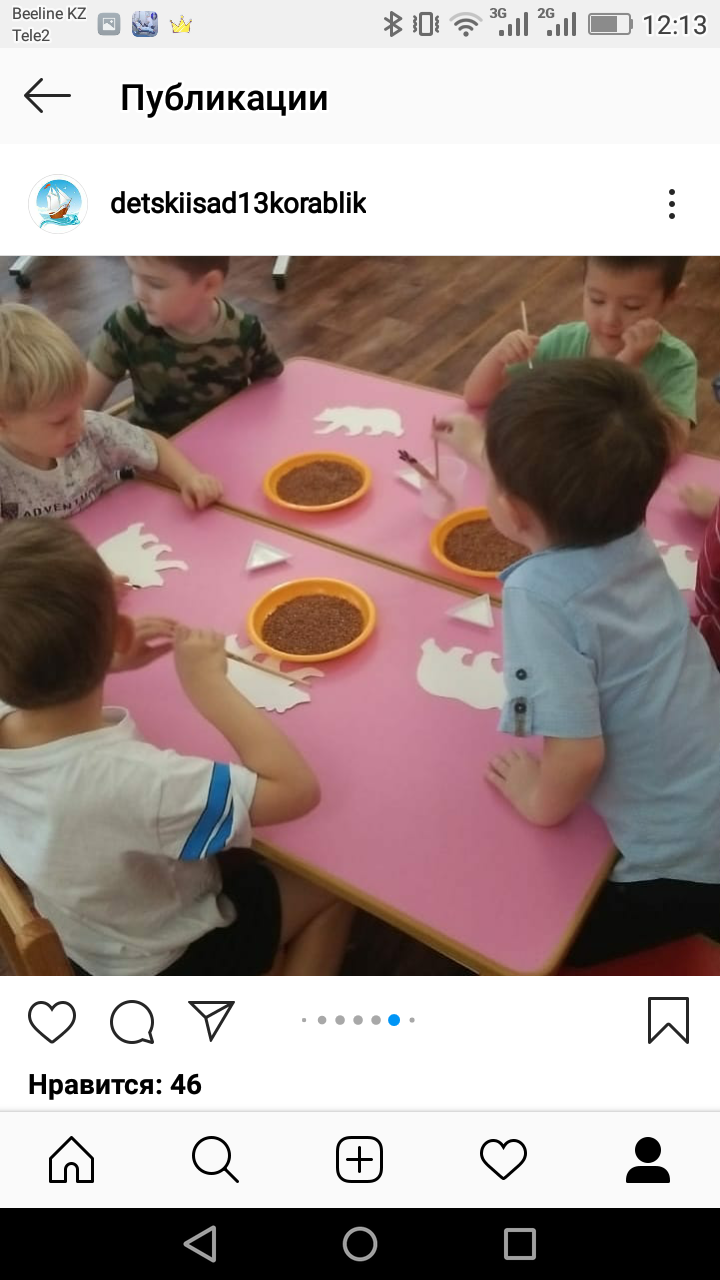 Beeline KZ
Tele2
3G
2G
12:13
Публикации
detskiisad13korablik
ADVENTU
Нравится: 46